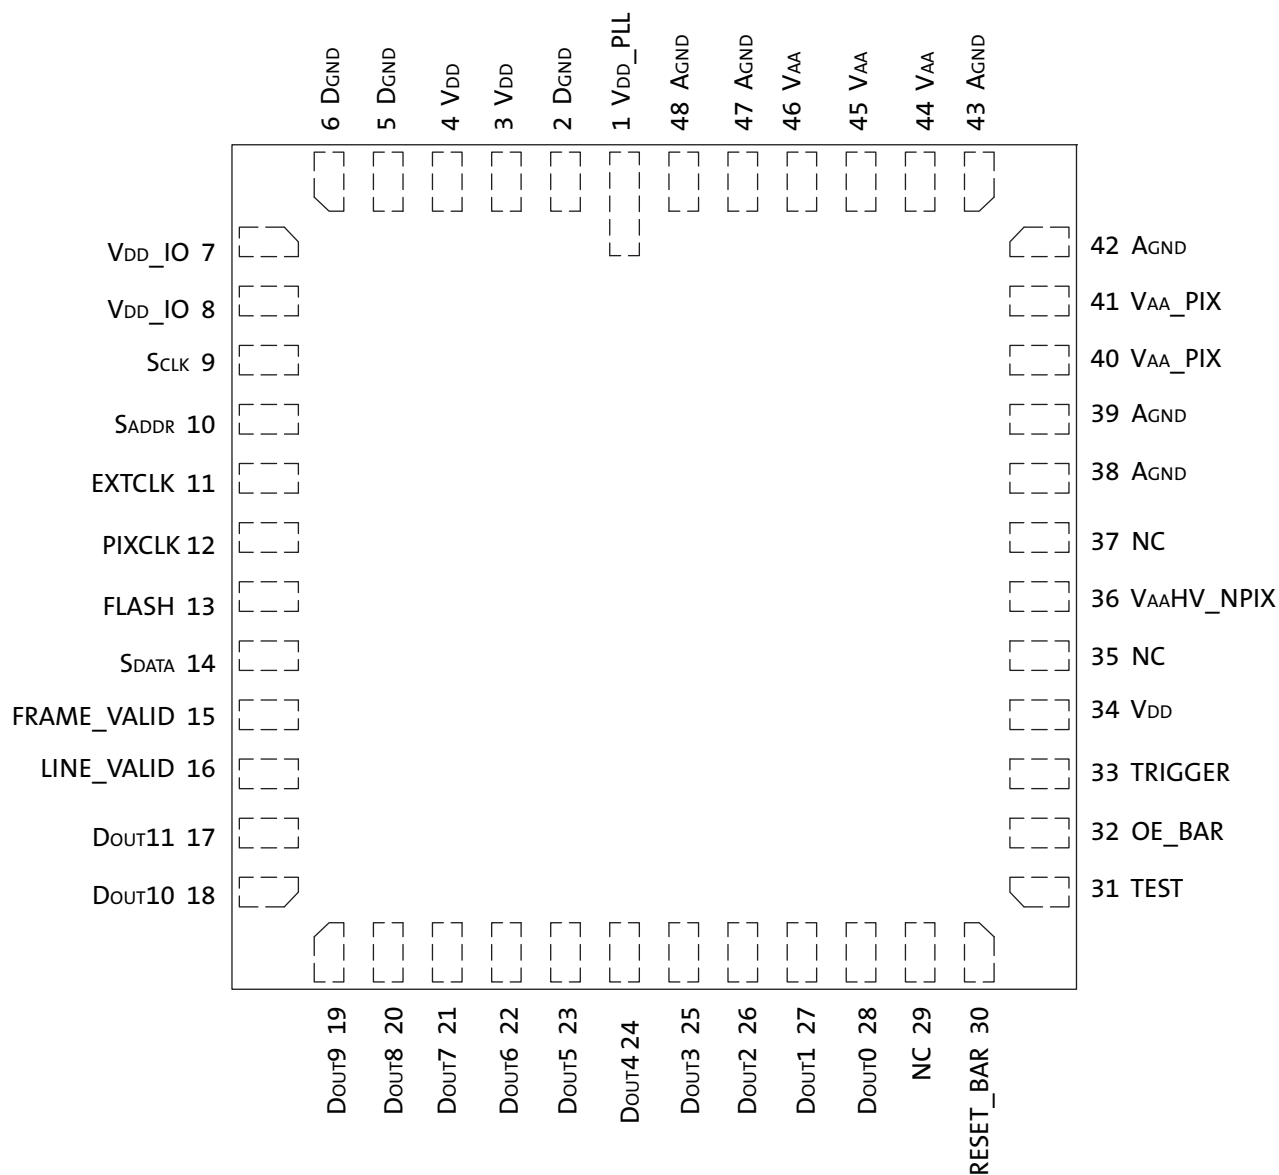 6 DGND
5 DGND
4 VDD
3 VDD
2 DGND
1 VDD_PLL
48 AGND
47 AGND
46 VAA
45 VAA
44 VAA
43 AGND
VDD_IO 7
VDD_IO 8
SCLK 9
SADDR 10
EXTCLK 11
PIXCLK 12
FLASH 13
SDATA 14
FRAME_VALID 15
LINE_VALID 16
DOUT11 17
DOUT10 18
42 AGND
41 VAA_PIX
40 VAA_PIX
39 AGND
38 AGND
37 NC
36 VAAHV_NPIX
35 NC
34 VDD
33 TRIGGER
32 OE_BAR
31 TEST
DOUT9 19
DOUT8 20
DOUT7 21
DOUT6 22
DOUT5 23
DOUT4 24
DOUT3 25
DOUT2 26
DOUT1 27
DOUT0 28
NC 29
RESET_BAR 30